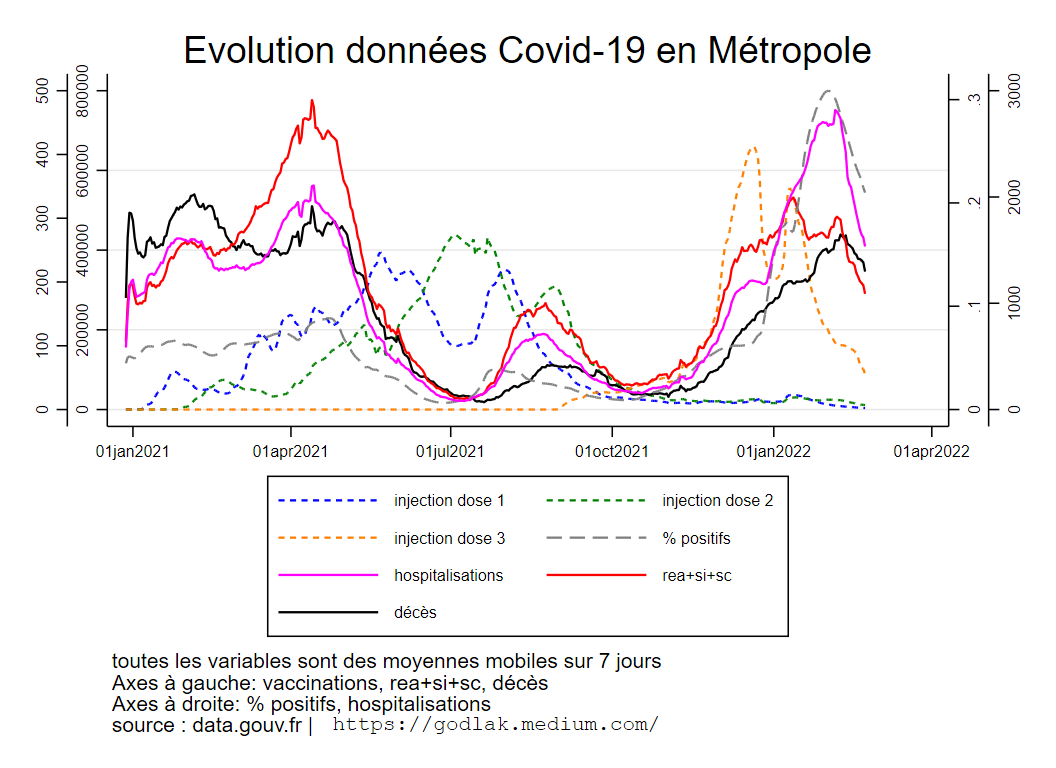 Evolution données Covid-19 en Métropole
500
400
300
200
100
0
800000
600000
400000
200000
0
.3
.2
.1
0
3000
2000
1000
0
01jan2021 01apr2021 01jul2021 01oct2021 01jan2022 01apr2022
injection dose 1 injection dose 2
injection dose 3 % positifs
hospitalisations rea+si+sc
décès
toutes les variables sont des moyennes mobiles sur 7 jours
Axes à gauche: vaccinations, rea+si+sc, décès
Axes à droite: % positifs, hospitalisations
source : data.gouv.fr | https://godlak.medium.com/